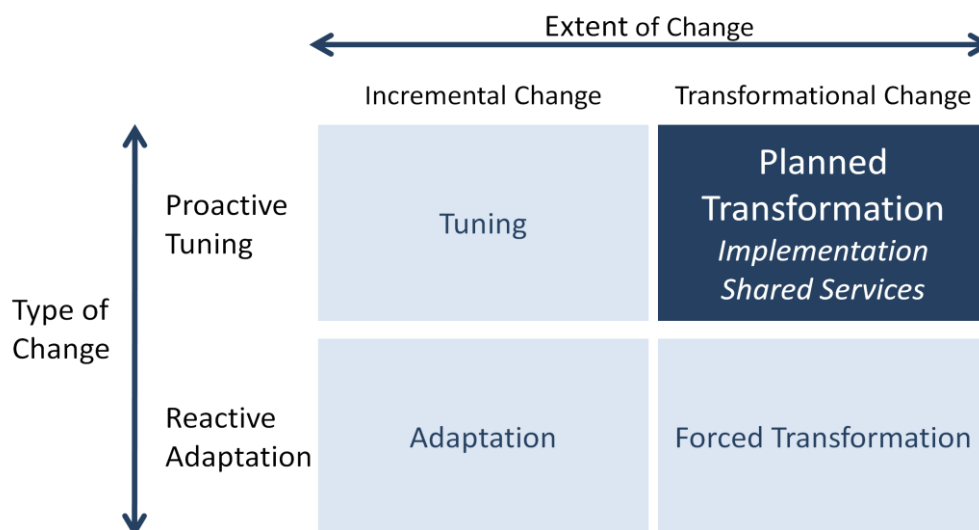 Extent of Change
Incremental Change
Transformational Change
Proactive
Tuning
Tuning
Planned
Transformation
Implementation
Shared Services
Type of
Change
Reactive
Adaptation
Adaptation
Forced Transformation